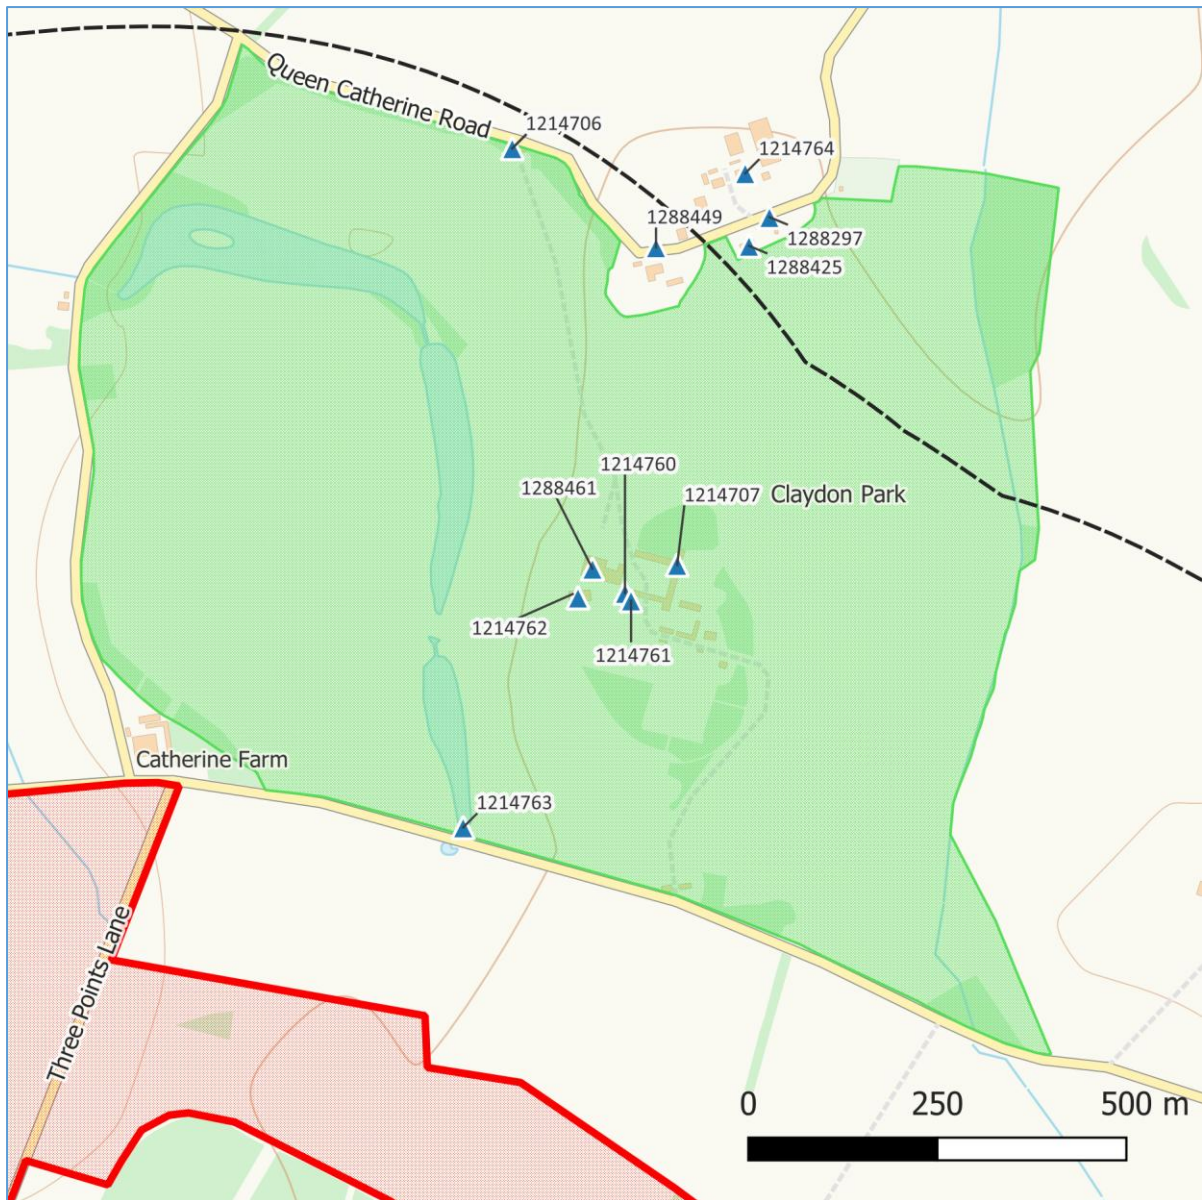 Queen Catherine Road
1214706
1214764
1288449
1288297
1288425
1214760
1288461
1214707
Claydon Park
1214762
1214761
Catherine Farm
1214763
Three Points Lane
0 250 500 m